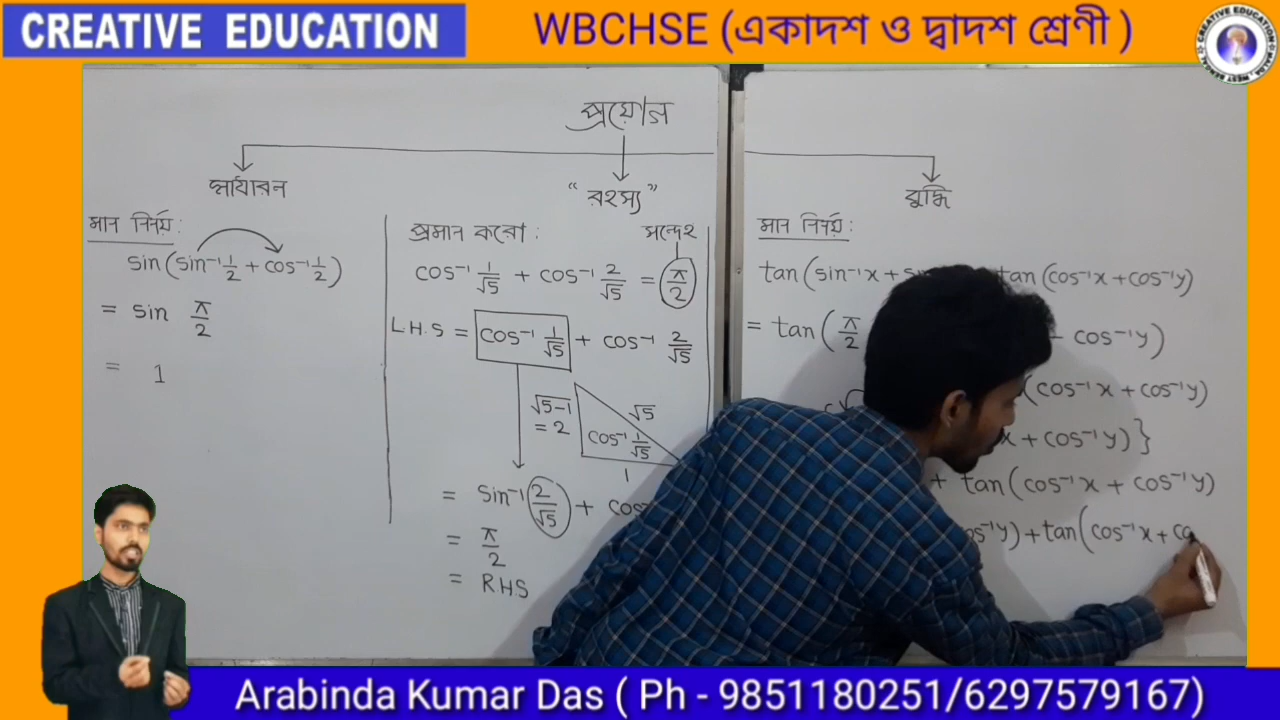 CREATIVE EDUCATION
WBCHSE (একাদশ ও দ্বাদশ শ্রেণী )
প্রয়োগ
সাধারন
"রহস্য"
বুদ্ধি
মান নির্নয় :
sin(sin⁻¹ 1/2 + cos⁻¹ 1/2)
= sin π/2
= 1
প্রমান করো :
সন্দেহ
cos⁻¹ 1/√5 + cos⁻¹ 2/√5 = π/2
L.H.S = cos⁻¹ 1/√5 + cos⁻¹ 2/√5
√5-1
= 2
√5
cos⁻¹ 1/√5
1
= sin⁻¹ 2/√5 + cos
= π/2
= R.H.S
মান নির্নয় :
tan(sin⁻¹x + tan(cos⁻¹x + cos⁻¹y)
= tan(π/2 - cos⁻¹y)
(cos⁻¹x + cos⁻¹y)
x + cos⁻¹y)}
+ tan(cos⁻¹x + cos⁻¹y)
os⁻¹y) + tan(cos⁻¹x + co
Arabinda Kumar Das ( Ph - 9851180251/6297579167)